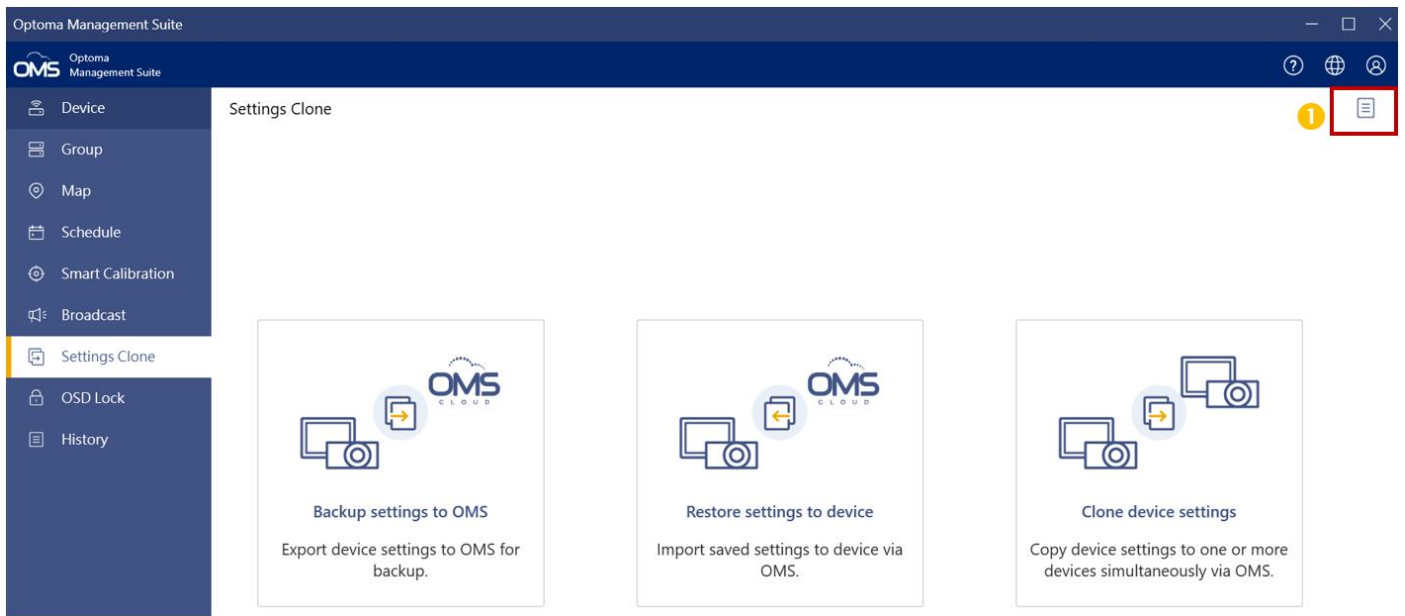 Optoma Management Suite
OMS Optoma
Management Suite
Device
Group
Map
Schedule
Smart Calibration
Broadcast
Settings Clone
OSD Lock
History
Settings Clone
1
OMS
CLOUD
Backup settings to OMS
Export device settings to OMS for
backup.
OMS
CLOUD
Restore settings to device
Import saved settings to device via
OMS.
Clone device settings
Copy device settings to one or more
devices simultaneously via OMS.